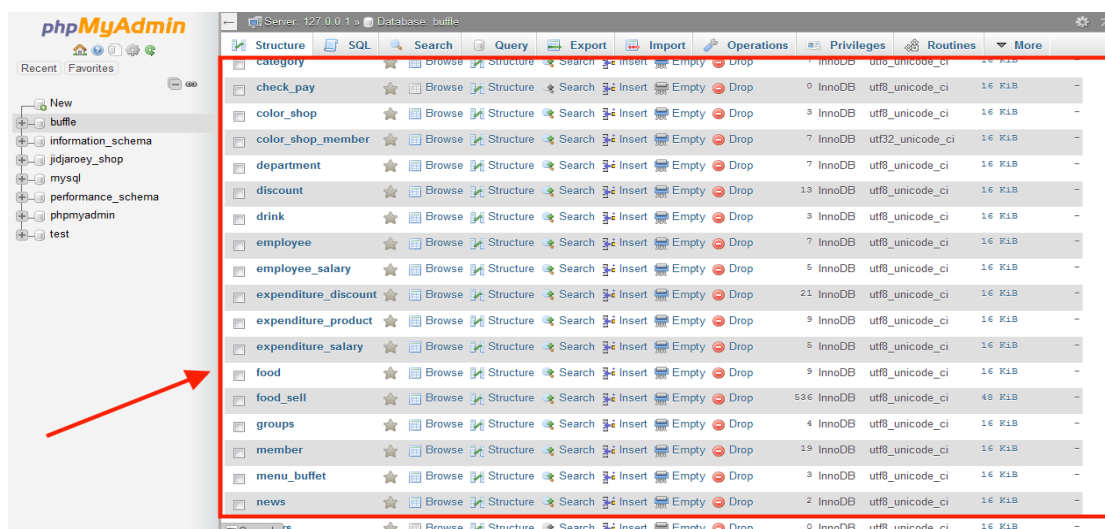 phpMyAdmin
Recent Favorites
New
buffle
information_schema
jidjaroey_shop
mysql
performance_schema
phpmyadmin
test
Server: 127.0.0.1 » Database: buffle
Structure SQL Search Query Export Import Operations Privileges Routines More
category Browse Structure Search Insert Empty Drop 7 InnoDB utf8_unicode_ci 16 KiB
check_pay Browse Structure Search Insert Empty Drop 0 InnoDB utf8_unicode_ci 16 KiB -
color_shop Browse Structure Search Insert Empty Drop 3 InnoDB utf8_unicode_ci 16 KiB -
color_shop_member Browse Structure Search Insert Empty Drop 7 InnoDB utf32_unicode_ci 16 KiB -
department Browse Structure Search Insert Empty Drop 7 InnoDB utf8_unicode_ci 16 KiB -
discount Browse Structure Search Insert Empty Drop 13 InnoDB utf8_unicode_ci 16 KiB -
drink Browse Structure Search Insert Empty Drop 3 InnoDB utf8_unicode_ci 16 KiB -
employee Browse Structure Search Insert Empty Drop 7 InnoDB utf8_unicode_ci 16 KiB -
employee_salary Browse Structure Search Insert Empty Drop 5 InnoDB utf8_unicode_ci 16 KiB -
expenditure_discount Browse Structure Search Insert Empty Drop 21 InnoDB utf8_unicode_ci 16 KiB -
expenditure_product Browse Structure Search Insert Empty Drop 9 InnoDB utf8_unicode_ci 16 KiB -
expenditure_salary Browse Structure Search Insert Empty Drop 5 InnoDB utf8_unicode_ci 16 KiB -
food Browse Structure Search Insert Empty Drop 9 InnoDB utf8_unicode_ci 16 KiB -
food_sell Browse Structure Search Insert Empty Drop 536 InnoDB utf8_unicode_ci 48 KiB -
groups Browse Structure Search Insert Empty Drop 4 InnoDB utf8_unicode_ci 16 KiB -
member Browse Structure Search Insert Empty Drop 19 InnoDB utf8_unicode_ci 16 KiB -
menu_buffet Browse Structure Search Insert Empty Drop 3 InnoDB utf8_unicode_ci 16 KiB -
news Browse Structure Search Insert Empty Drop 2 InnoDB utf8_unicode_ci 16 KiB -
Browse Structure Search Insert Empty Drop 0 InnoDB utf8_unicode_ci 16 KiB -